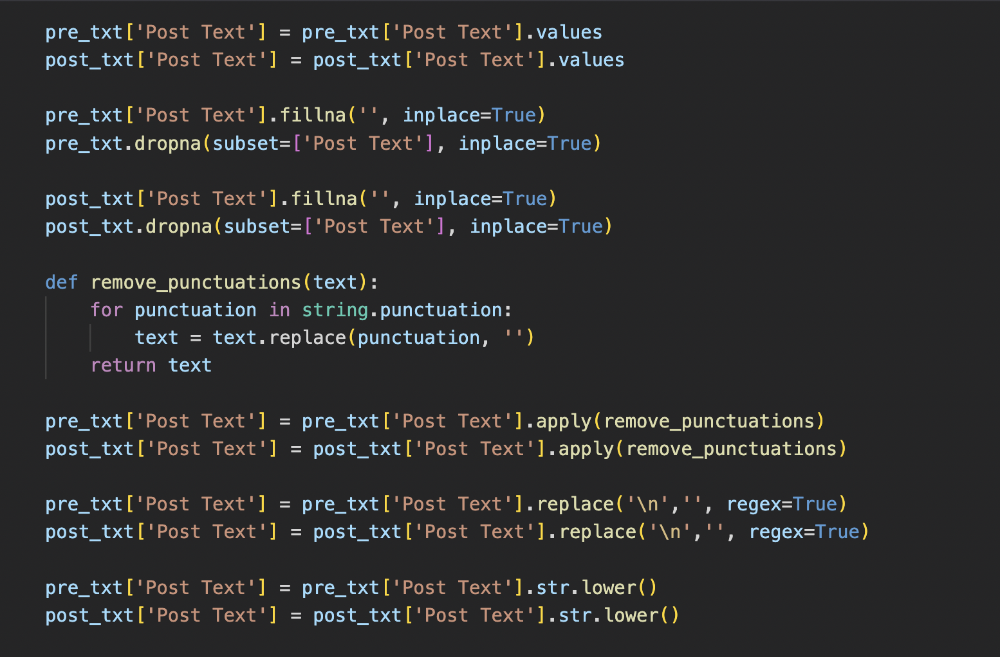 pre_txt['Post Text'] = pre_txt['Post Text'].values
post_txt['Post Text'] = post_txt['Post Text'].values
pre_txt['Post Text'].fillna('', inplace=True)
pre_txt.dropna(subset=['Post Text'], inplace=True)
post_txt['Post Text'].fillna('', inplace=True)
post_txt.dropna(subset=['Post Text'], inplace=True)
def remove_punctuations(text):
    for punctuation in string.punctuation:
        text = text.replace(punctuation, '')
    return text
pre_txt['Post Text'] = pre_txt['Post Text'].apply(remove_punctuations)
post_txt['Post Text'] = post_txt['Post Text'].apply(remove_punctuations)
pre_txt['Post Text'] = pre_txt['Post Text'].replace('\n','', regex=True)
post_txt['Post Text'] = post_txt['Post Text'].replace('\n','', regex=True)
pre_txt['Post Text'] = pre_txt['Post Text'].str.lower()
post_txt['Post Text'] = post_txt['Post Text'].str.lower()